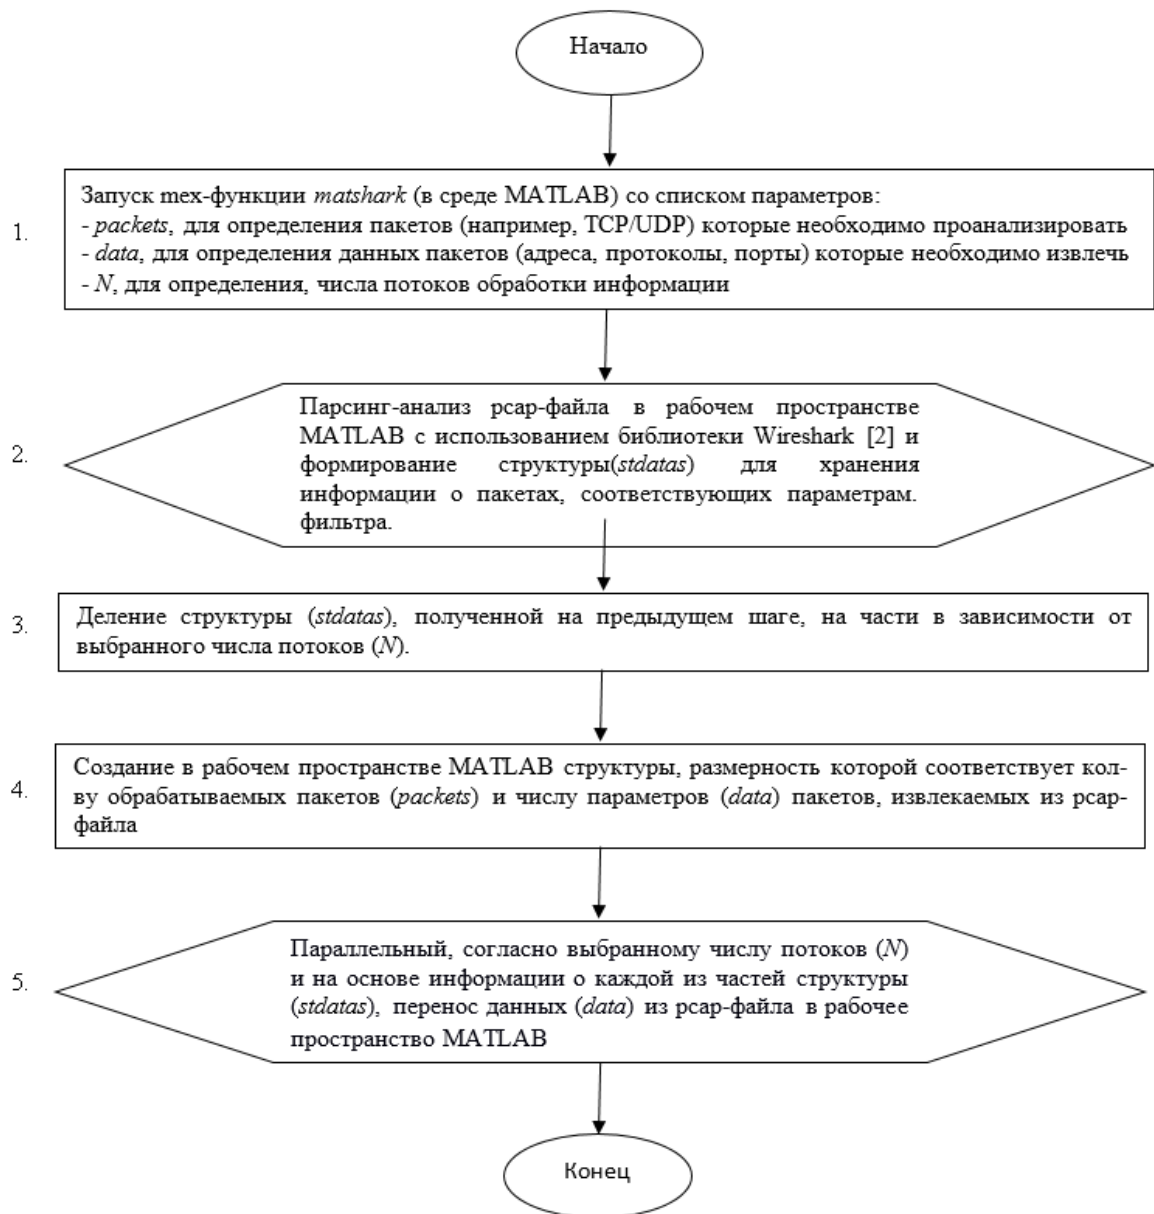 Начало
1.
Запуск mex-функции matshark (в среде MATLAB) со списком параметров:
- packets, для определения пакетов (например, TCP/UDP) которые необходимо проанализировать
- data, для определения данных пакетов (адреса, протоколы, порты) которые необходимо извлечь
- N, для определения, числа потоков обработки информации
2.
Парсинг-анализ pcap-файла в рабочем пространстве
MATLAB с использованием библиотеки Wireshark [2] и
формирование структуры(stdatas) для хранения
информации о пакетах, соответствующих параметрам.
фильтра.
3.
Деление структуры (stdatas), полученной на предыдущем шаге, на части в зависимости от
выбранного числа потоков (N).
4.
Создание в рабочем пространстве MATLAB структуры, размерность которой соответствует кол-
ву обрабатываемых пакетов (packets) и числу параметров (data) пакетов, извлекаемых из pcap-
файла
5.
Параллельный, согласно выбранному числу потоков (N)
и на основе информации о каждой из частей структуры
(stdatas), перенос данных (data) из pcap-файла в рабочее
пространство MATLAB
Конец